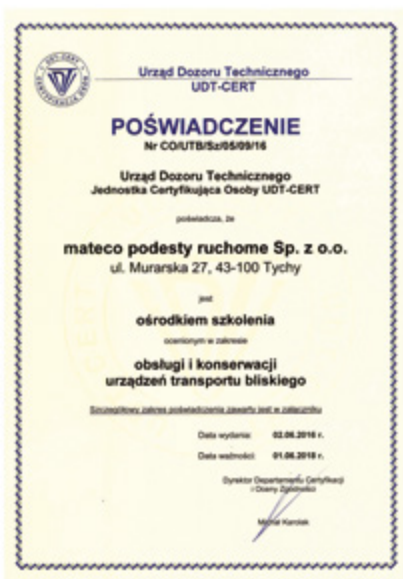 UDT-CERT
Urząd Dozoru Technicznego
UDT-CERT
POŚWIADCZENIE
Nr CO/UTB/Sz/05/09/16
Urząd Dozoru Technicznego
Jednostka Certyfikująca Osoby UDT-CERT
poświadcza, że
mateco podesty ruchome Sp. z o.o.
ul. Murarska 27, 43-100 Tychy
jest
ośrodkiem szkolenia
ocenionym w zakresie
obsługi i konserwacji
urządzeń transportu bliskiego
Szczegółowy zakres poświadczenia zawarty jest w załączniku
Data wydania: 02.06.2016 r.
Data ważności: 01.06.2018 r.
Dyrektor Departamentu Certyfikacji
i Oceny Zgodności
Michał Karolak